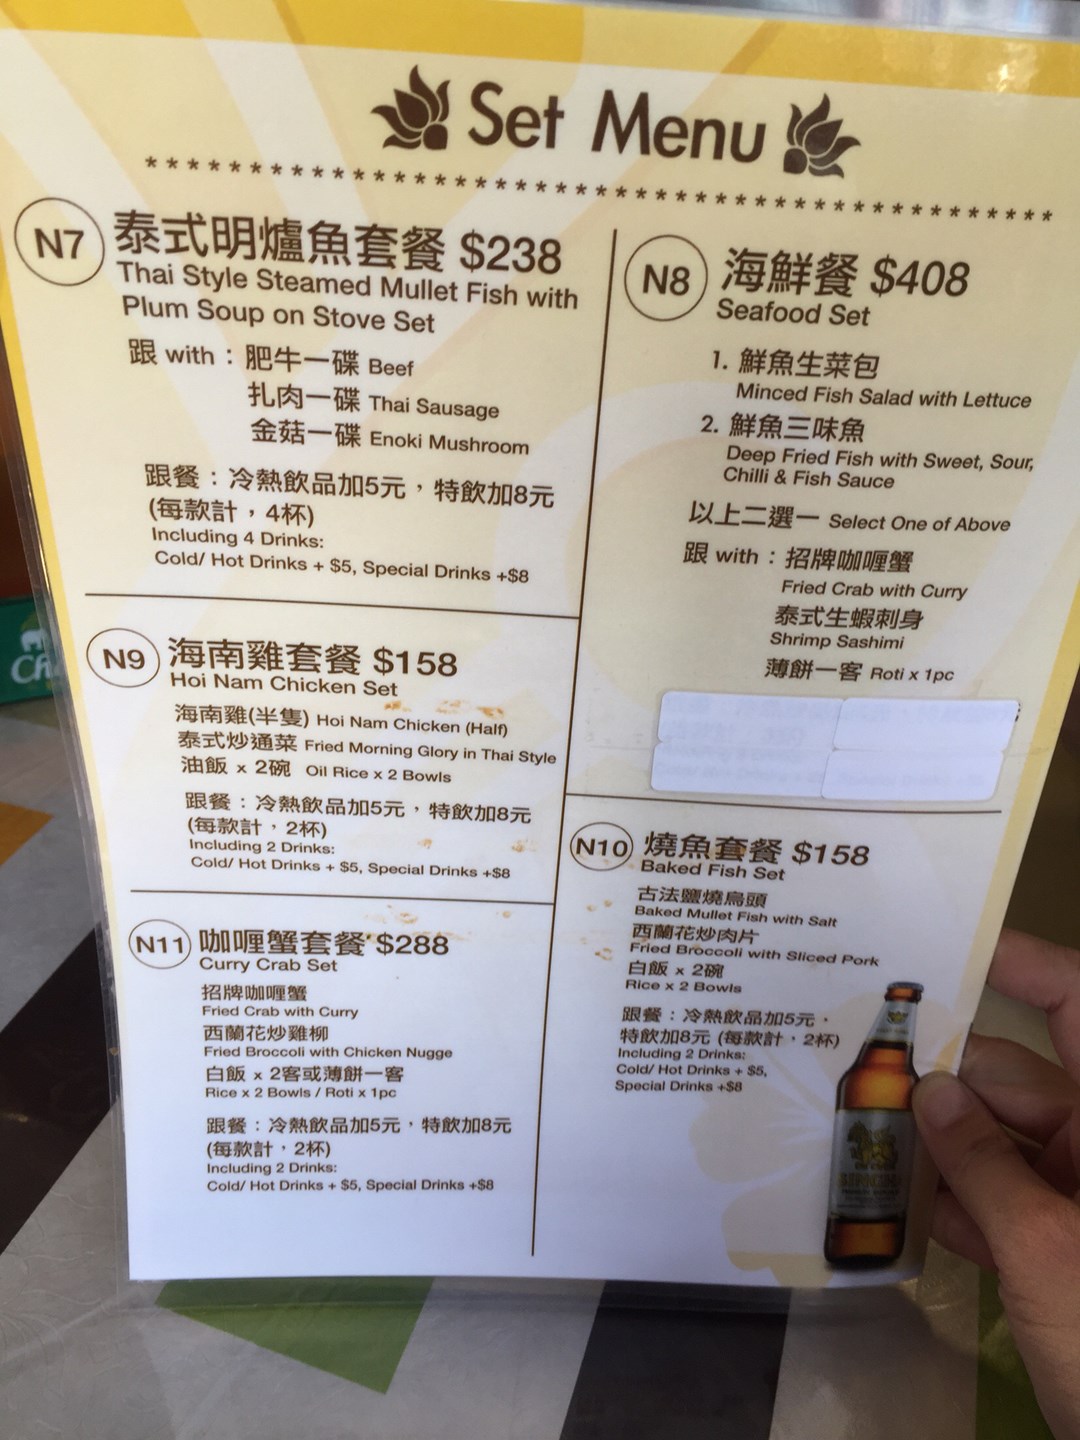 Set Menu
****************************************
N7 泰式明爐魚套餐 $238
Thai Style Steamed Mullet Fish with
Plum Soup on Stove Set
跟 with：肥牛一碟 Beef
扎肉一碟 Thai Sausage
金菇一碟 Enoki Mushroom
跟餐：冷熱飲品加5元，特飲加8元
(每款計，4杯)
Including 4 Drinks:
Cold/ Hot Drinks + $5, Special Drinks +$8
N8 海鮮餐 $408
Seafood Set
1. 鮮魚生菜包
Minced Fish Salad with Lettuce
2. 鮮魚三味魚
Deep Fried Fish with Sweet, Sour,
Chilli & Fish Sauce
以上二選一 Select One of Above
跟 with：招牌咖喱蟹
Fried Crab with Curry
泰式生蝦刺身
Shrimp Sashimi
薄餅一客 Roti x 1pc
N9 海南雞套餐 $158
Hoi Nam Chicken Set
海南雞(半隻) Hoi Nam Chicken (Half)
泰式炒通菜 Fried Morning Glory in Thai Style
油飯 x 2碗 Oil Rice x 2 Bowls
跟餐：冷熱飲品加5元，特飲加8元
(每款計，2杯)
Including 2 Drinks:
Cold/ Hot Drinks + $5, Special Drinks +$8
N10 燒魚套餐 $158
Baked Fish Set
古法鹽燒烏頭
Baked Mullet Fish with Salt
西蘭花炒肉片
Fried Broccoli with Sliced Pork
白飯 x 2碗
Rice x 2 Bowls
跟餐：冷熱飲品加5元，
特飲加8元 (每款計，2杯)
Including 2 Drinks:
Cold/ Hot Drinks + $5,
Special Drinks +$8
N11 咖喱蟹套餐 $288
Curry Crab Set
招牌咖喱蟹
Fried Crab with Curry
西蘭花炒雞柳
Fried Broccoli with Chicken Nugge
白飯 x 2客或薄餅一客
Rice x 2 Bowls / Roti x 1pc
跟餐：冷熱飲品加5元，特飲加8元
(每款計，2杯)
Including 2 Drinks:
Cold/ Hot Drinks + $5, Special Drinks +$8
SINGHA